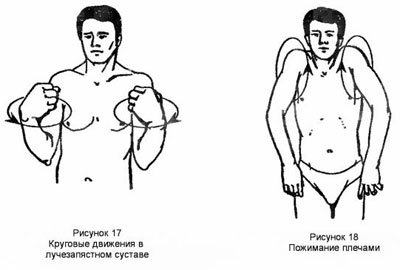 Рисунок 17
Круговые движения в
лучезапястном суставе
Рисунок 18
Пожимание плечами